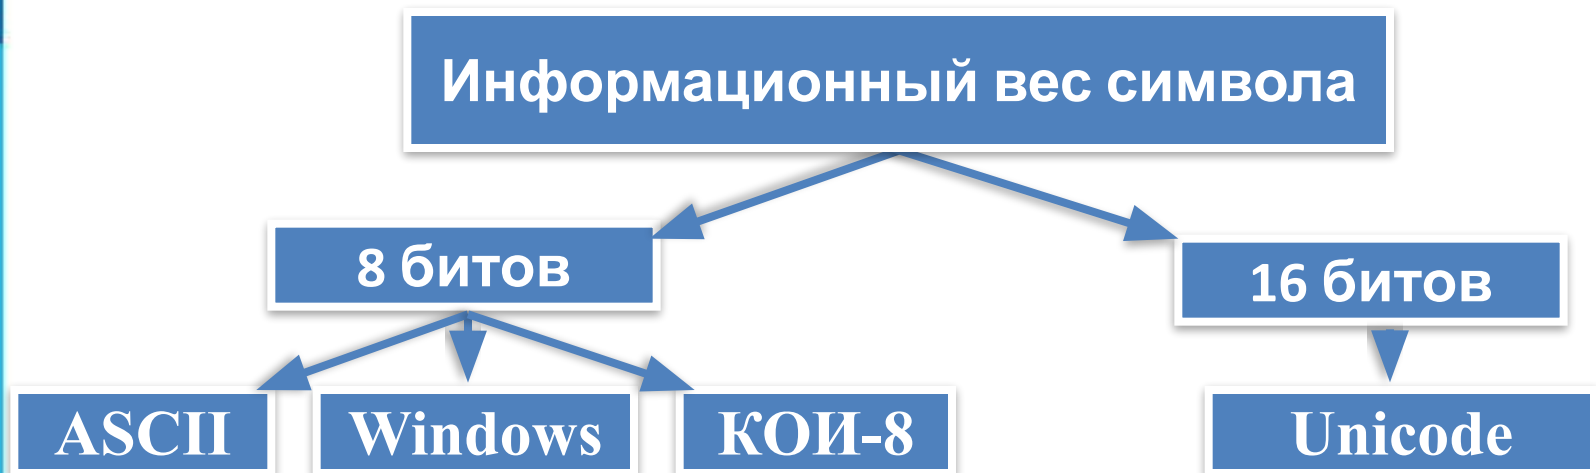 Информационный вес символа
8 битов
16 битов
ASCII
Windows
КОИ-8
Unicode